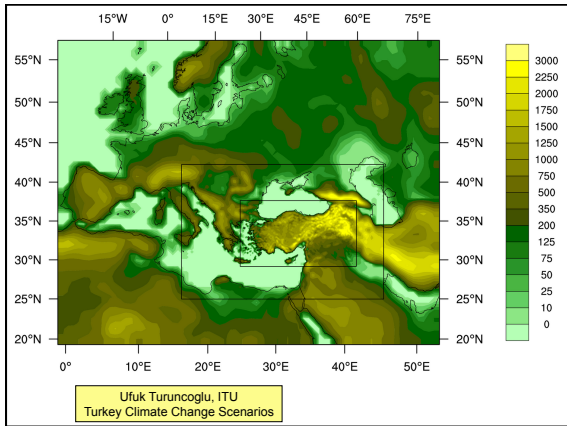 15°W 0° 15°E 25°E 30°E 45°E 60°E 75°E
55°N 55°N
50°N 50°N
45°N 45°N
40°N 40°N
35°N 35°N
30°N 30°N
25°N 25°N
20°N 20°N
0° 10°E 20°E 30°E 40°E 50°E
3000
2250
2000
1750
1500
1250
1000
750
500
350
200
125
75
50
25
10
0
Ufuk Turuncoglu, ITU
Turkey Climate Change Scenarios